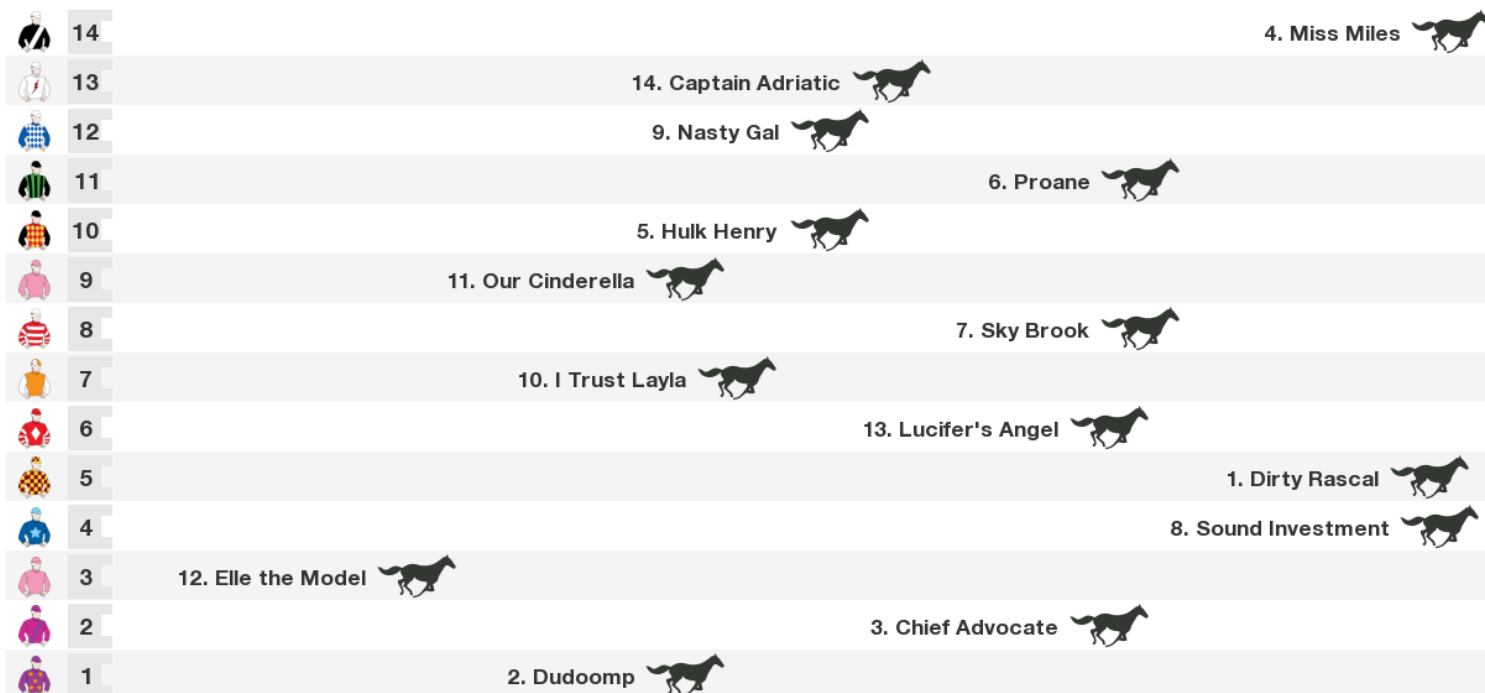 14 4. Miss Miles
13 14. Captain Adriatic
12 9. Nasty Gal
11 6. Proane
10 5. Hulk Henry
9 11. Our Cinderella
8 7. Sky Brook
7 10. I Trust Layla
6 13. Lucifer's Angel
5 1. Dirty Rascal
4 8. Sound Investment
3 12. Elle the Model
2 3. Chief Advocate
1 2. Dudoomp